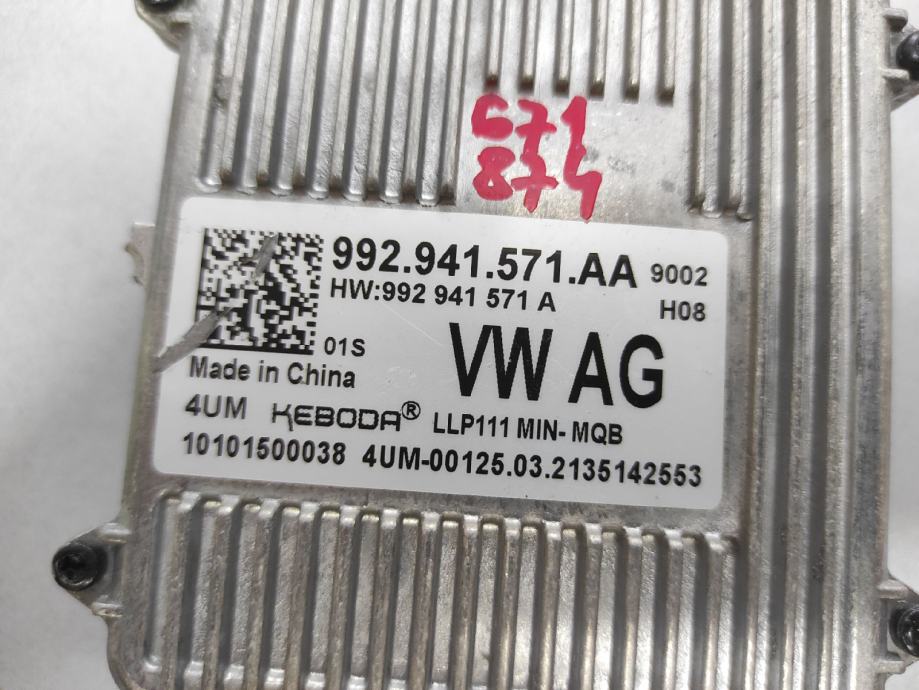 671
874
992.941.571.AA 9002
HW:992 941 571 A H08
01S
VW AG
Made in China
4UM KEBODA® LLP111 MIN- MQB
10101500038 4UM-00125.03.2135142553